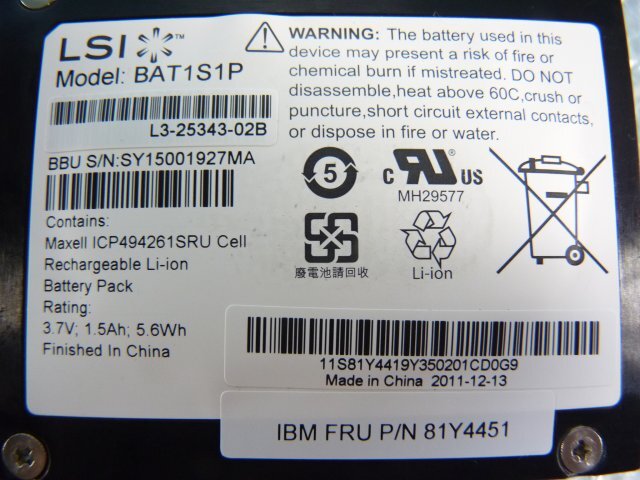 LSI™
Model: BAT1S1P
L3-25343-02B
BBU S/N:SY15001927MA
Contains:
Maxell ICP494261SRU Cell
Rechargeable Li-ion
Battery Pack
Rating:
3.7V; 1.5Ah; 5.6Wh
Finished In China
WARNING: The battery used in this
device may present a risk of fire or
chemical burn if mistreated. DO NOT
disassemble,heat above 60C,crush or
puncture,short circuit external contacts,
or dispose in fire or water.
5
c RU US
MH29577
廢電池請回收
Li-ion
11S81Y4419Y350201CD0G9
Made in China 2011-12-13
IBM FRU P/N 81Y4451